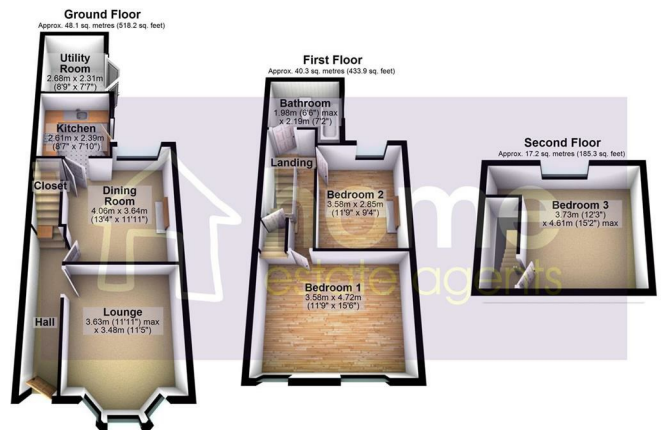 Ground Floor
Approx. 48.1 sq. metres (518.2 sq. feet)
Utility
Room
2.68m x 2.31m
(8'9" x 7'7")
Kitchen
2.61m x 2.39m
(8'7" x 7'10")
Closet
Dining
Room
4.06m x 3.64m
(13'4" x 11'11")
Lounge
3.63m (11'11") max
x 3.48m (11'5")
Hall
First Floor
Approx. 40.3 sq. metres (433.9 sq. feet)
Bathroom
1.98m (6'6") max
x 2.19m (7'2")
Landing
Bedroom 2
3.58m x 2.85m
(11'9" x 9'4")
Bedroom 1
3.58m x 4.72m
(11'9" x 15'6")
Second Floor
Approx. 17.2 sq. metres (185.3 sq. feet)
Bedroom 3
3.73m (12'3")
x 4.61m (15'2") max
home
estate agents